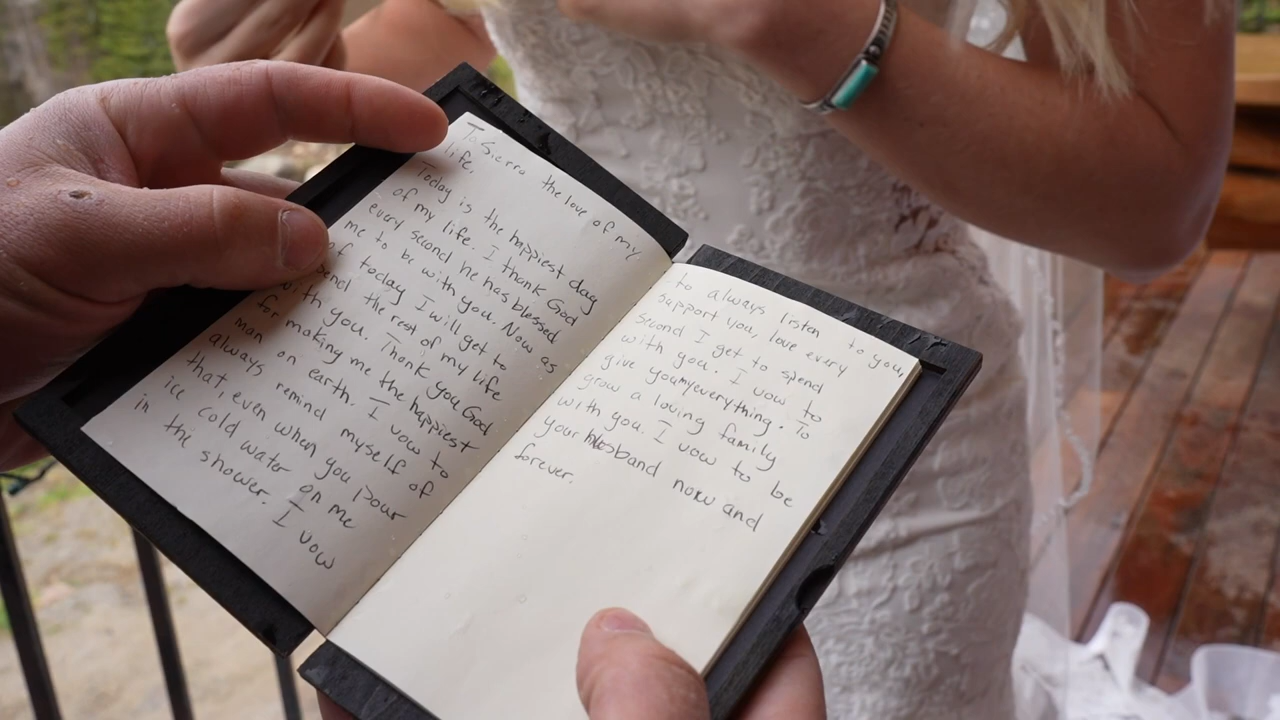 To Sierra the love of my
life,
Today is the happiest day
of my life. I thank God
every second he has blessed
me to be with you. Now as
of today I will get to
spend the rest of my life
with you. Thank you God
for making me the happiest
man on earth. I vow to
always remind myself of
that, even when you pour
ice cold water on me
in the shower. I vow
to always listen to you,
support you, love every
second I get to spend
with you. I vow to
give you my everything. To
grow a loving family
with you. I vow to be
your husband now and
forever.